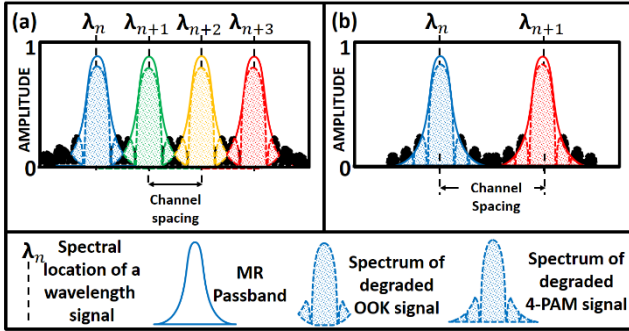 (a)
λn λn+1 λn+2 λn+3
1
AMPLITUDE
0
Channel
spacing
(b)
λn λn+1
1
AMPLITUDE
0
Channel
Spacing
λn
Spectral
location of a
wavelength
signal
MR
Passband
Spectrum of
degraded
OOK signal
Spectrum of
degraded
4-PAM signal